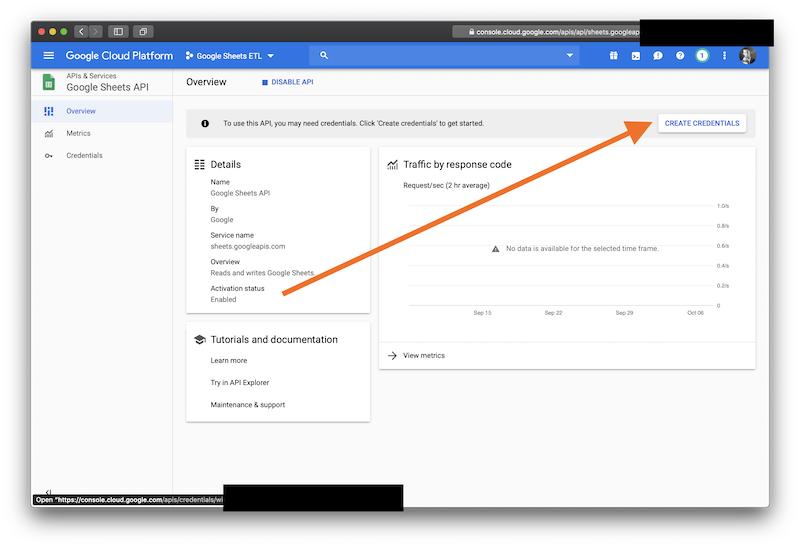 console.cloud.google.com/apis/api/sheets.googleap
Google Cloud Platform
Google Sheets ETL
1
APIs & Services
Google Sheets API
Overview
DISABLE API
Overview
Metrics
Credentials
To use this API, you may need credentials. Click 'Create credentials' to get started.
CREATE CREDENTIALS
Details
Name
Google Sheets API
By
Google
Service name
sheets.googleapis.com
Overview
Reads and writes Google Sheets.
Activation status
Enabled
Tutorials and documentation
Learn more
Try in API Explorer
Maintenance & support
Traffic by response code
Request/sec (2 hr average)
1.0/s
0.8/s
0.6/s
0.4/s
0.2/s
0
No data is available for the selected time frame.
Sep 15
Sep 22
Sep 29
Oct 06
View metrics
Open "https://console.cloud.google.com/apis/credentials/wi